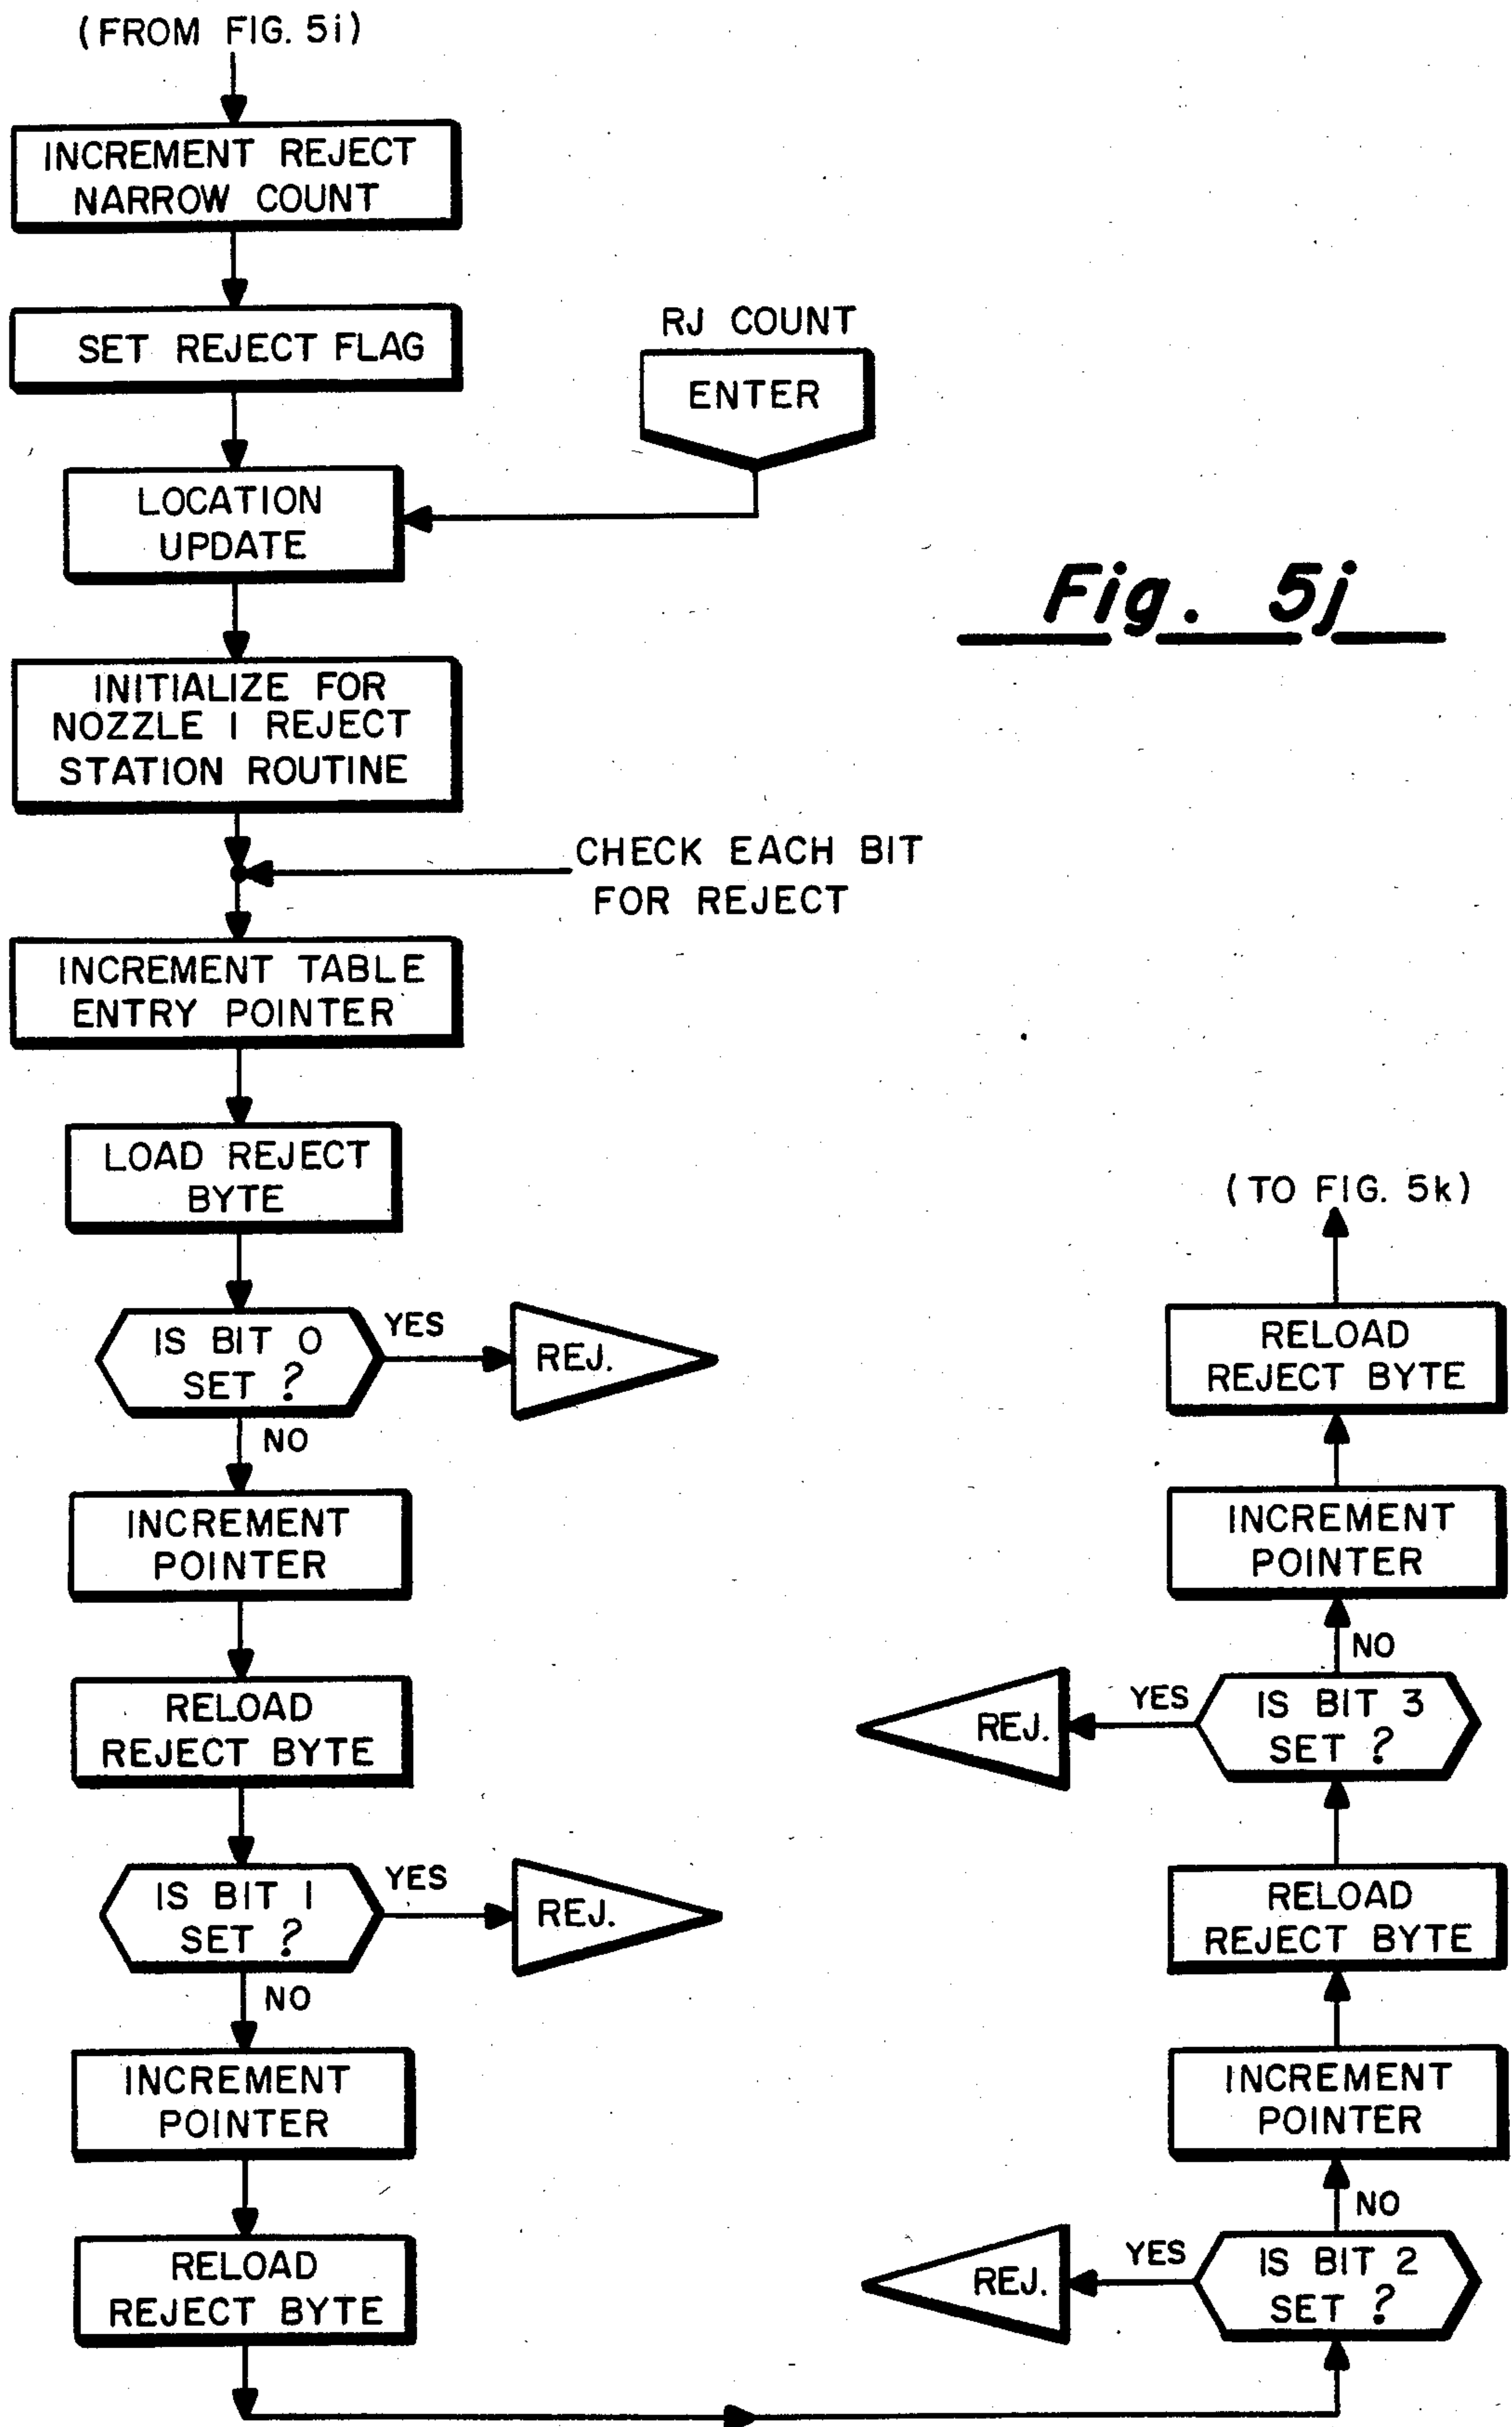 (FROM FIG. 5i)
INCREMENT REJECT
NARROW COUNT
SET REJECT FLAG
RJ COUNT
ENTER
LOCATION
UPDATE
Fig. 5j
INITIALIZE FOR
NOZZLE 1 REJECT
STATION ROUTINE
CHECK EACH BIT
FOR REJECT
INCREMENT TABLE
ENTRY POINTER
LOAD REJECT
BYTE
IS BIT 0
SET ?
YES
REJ.
NO
INCREMENT
POINTER
RELOAD
REJECT BYTE
IS BIT 1
SET ?
YES
REJ.
NO
INCREMENT
POINTER
RELOAD
REJECT BYTE
IS BIT 2
SET ?
YES
REJ.
NO
INCREMENT
POINTER
RELOAD
REJECT BYTE
IS BIT 3
SET ?
YES
REJ.
NO
INCREMENT
POINTER
RELOAD
REJECT BYTE
(TO FIG. 5k)